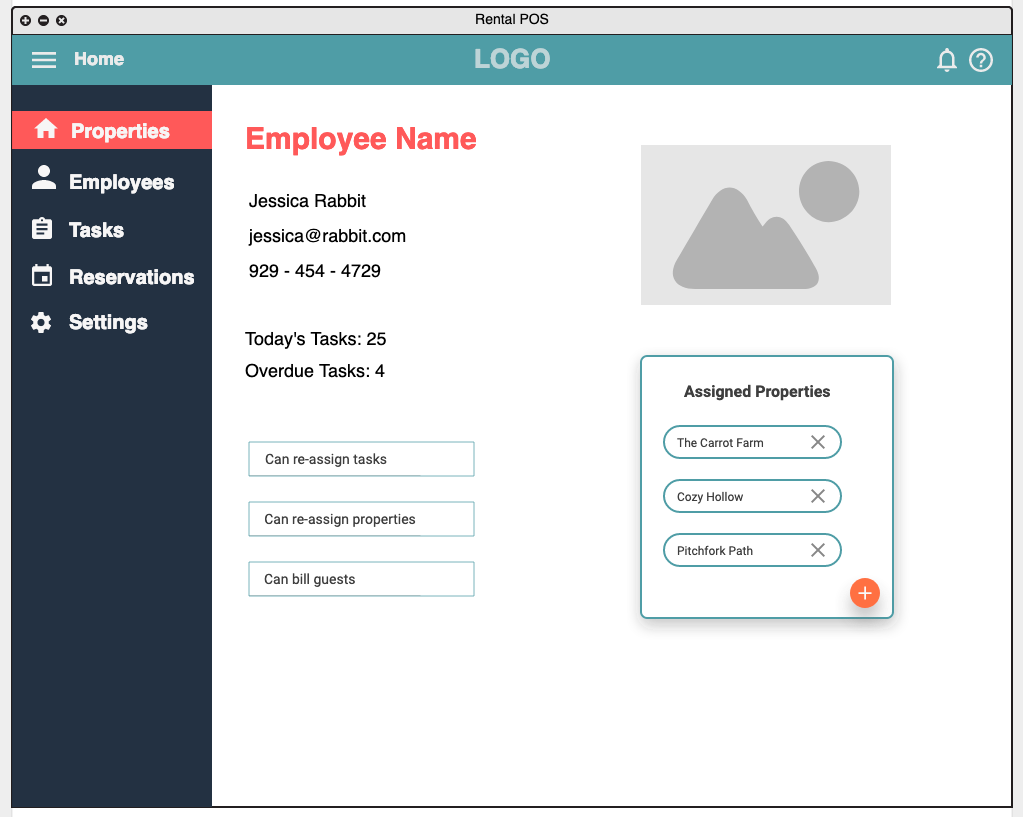 Rental POS
Home
LOGO
Properties
Employees
Tasks
Reservations
Settings
Employee Name
Jessica Rabbit
jessica@rabbit.com
929 - 454 - 4729
Today's Tasks: 25
Overdue Tasks: 4
Can re-assign tasks
Can re-assign properties
Can bill guests
Assigned Properties
The Carrot Farm
Cozy Hollow
Pitchfork Path